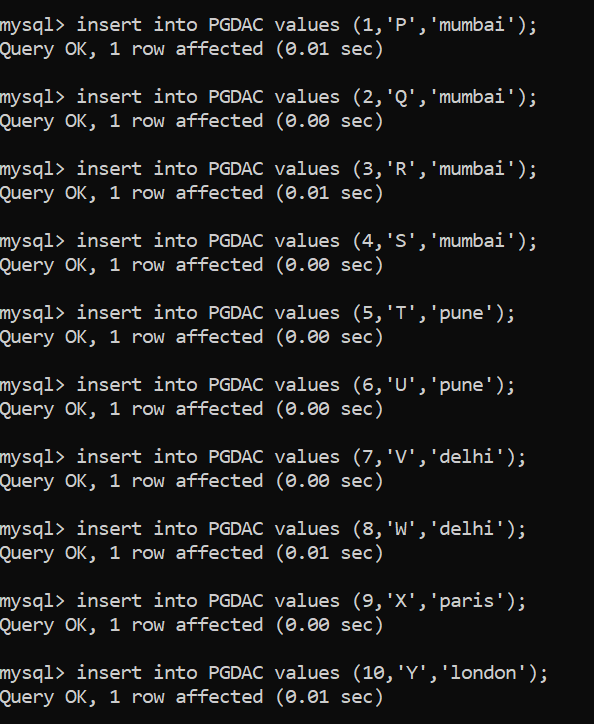 mysql> insert into PGDAC values (1,'P','mumbai');
Query OK, 1 row affected (0.01 sec)
mysql> insert into PGDAC values (2,'Q','mumbai');
Query OK, 1 row affected (0.00 sec)
mysql> insert into PGDAC values (3,'R','mumbai');
Query OK, 1 row affected (0.01 sec)
mysql> insert into PGDAC values (4,'S','mumbai');
Query OK, 1 row affected (0.00 sec)
mysql> insert into PGDAC values (5,'T','pune');
Query OK, 1 row affected (0.00 sec)
mysql> insert into PGDAC values (6,'U','pune');
Query OK, 1 row affected (0.00 sec)
mysql> insert into PGDAC values (7,'V','delhi');
Query OK, 1 row affected (0.00 sec)
mysql> insert into PGDAC values (8,'W','delhi');
Query OK, 1 row affected (0.01 sec)
mysql> insert into PGDAC values (9,'X','paris');
Query OK, 1 row affected (0.00 sec)
mysql> insert into PGDAC values (10,'Y','london');
Query OK, 1 row affected (0.01 sec)